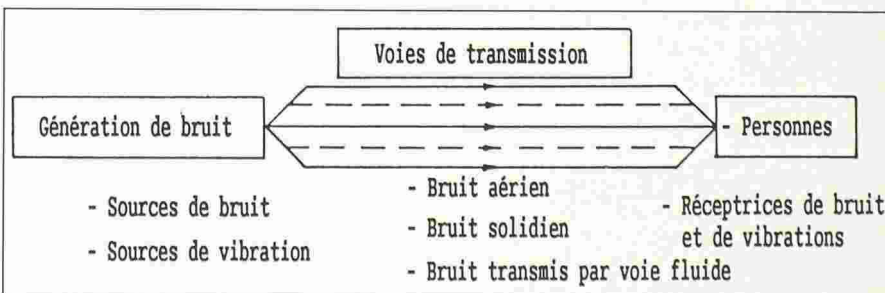 Voies de transmission
Génération de bruit
- Personnes
- Sources de bruit
- Sources de vibration
- Bruit aérien
- Bruit solidien
- Bruit transmis par voie fluide
- Réceptrices de bruit
et de vibrations